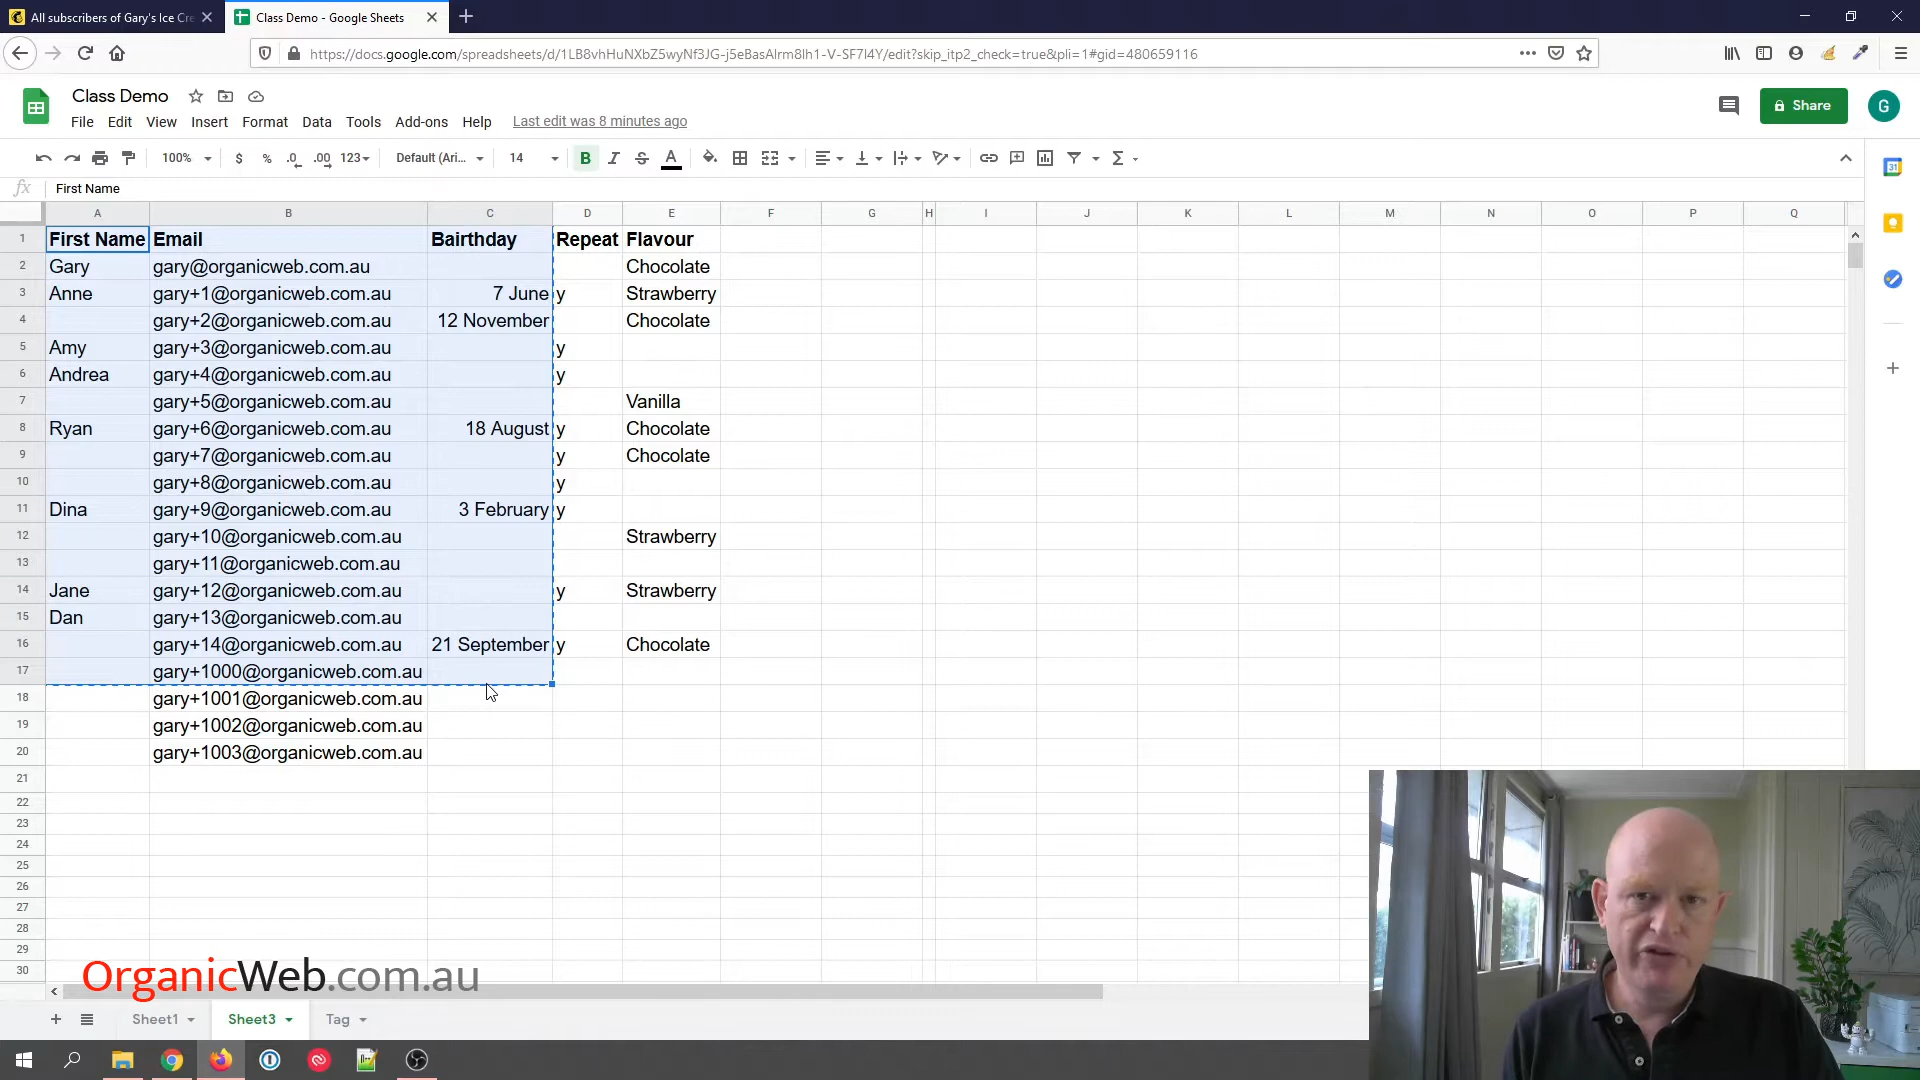 All subscribers of Gary's Ice Cre
Class Demo - Google Sheets
https://docs.google.com/spreadsheets/d/1LB8vhHuNXbZ5wyNf3JG-j5eBasAlrm8lh1-V-SF7l4Y/edit?skip_itp2_check=true&pli=1#gid=480659116
Class Demo
File Edit View Insert Format Data Tools Add-ons Help Last edit was 8 minutes ago
Share
G
100% $ % .0 .00 123 Default (Ari... 14 B I S A Σ
31
fx First Name
A B C D E F G H I J K L M N O P Q
1 First Name Email Bairthday Repeat Flavour
2 Gary gary@organicweb.com.au Chocolate
3 Anne gary+1@organicweb.com.au 7 June y Strawberry
4 gary+2@organicweb.com.au 12 November Chocolate
5 Amy gary+3@organicweb.com.au y
6 Andrea gary+4@organicweb.com.au y
7 gary+5@organicweb.com.au Vanilla
8 Ryan gary+6@organicweb.com.au 18 August y Chocolate
9 gary+7@organicweb.com.au y Chocolate
10 gary+8@organicweb.com.au y
11 Dina gary+9@organicweb.com.au 3 February y
12 gary+10@organicweb.com.au Strawberry
13 gary+11@organicweb.com.au
14 Jane gary+12@organicweb.com.au y Strawberry
15 Dan gary+13@organicweb.com.au
16 gary+14@organicweb.com.au 21 September y Chocolate
17 gary+1000@organicweb.com.au
18 gary+1001@organicweb.com.au
19 gary+1002@organicweb.com.au
20 gary+1003@organicweb.com.au
21
22
23
24
25
26
27
28
29
30
OrganicWeb.com.au
Sheet1 Sheet3 Tag